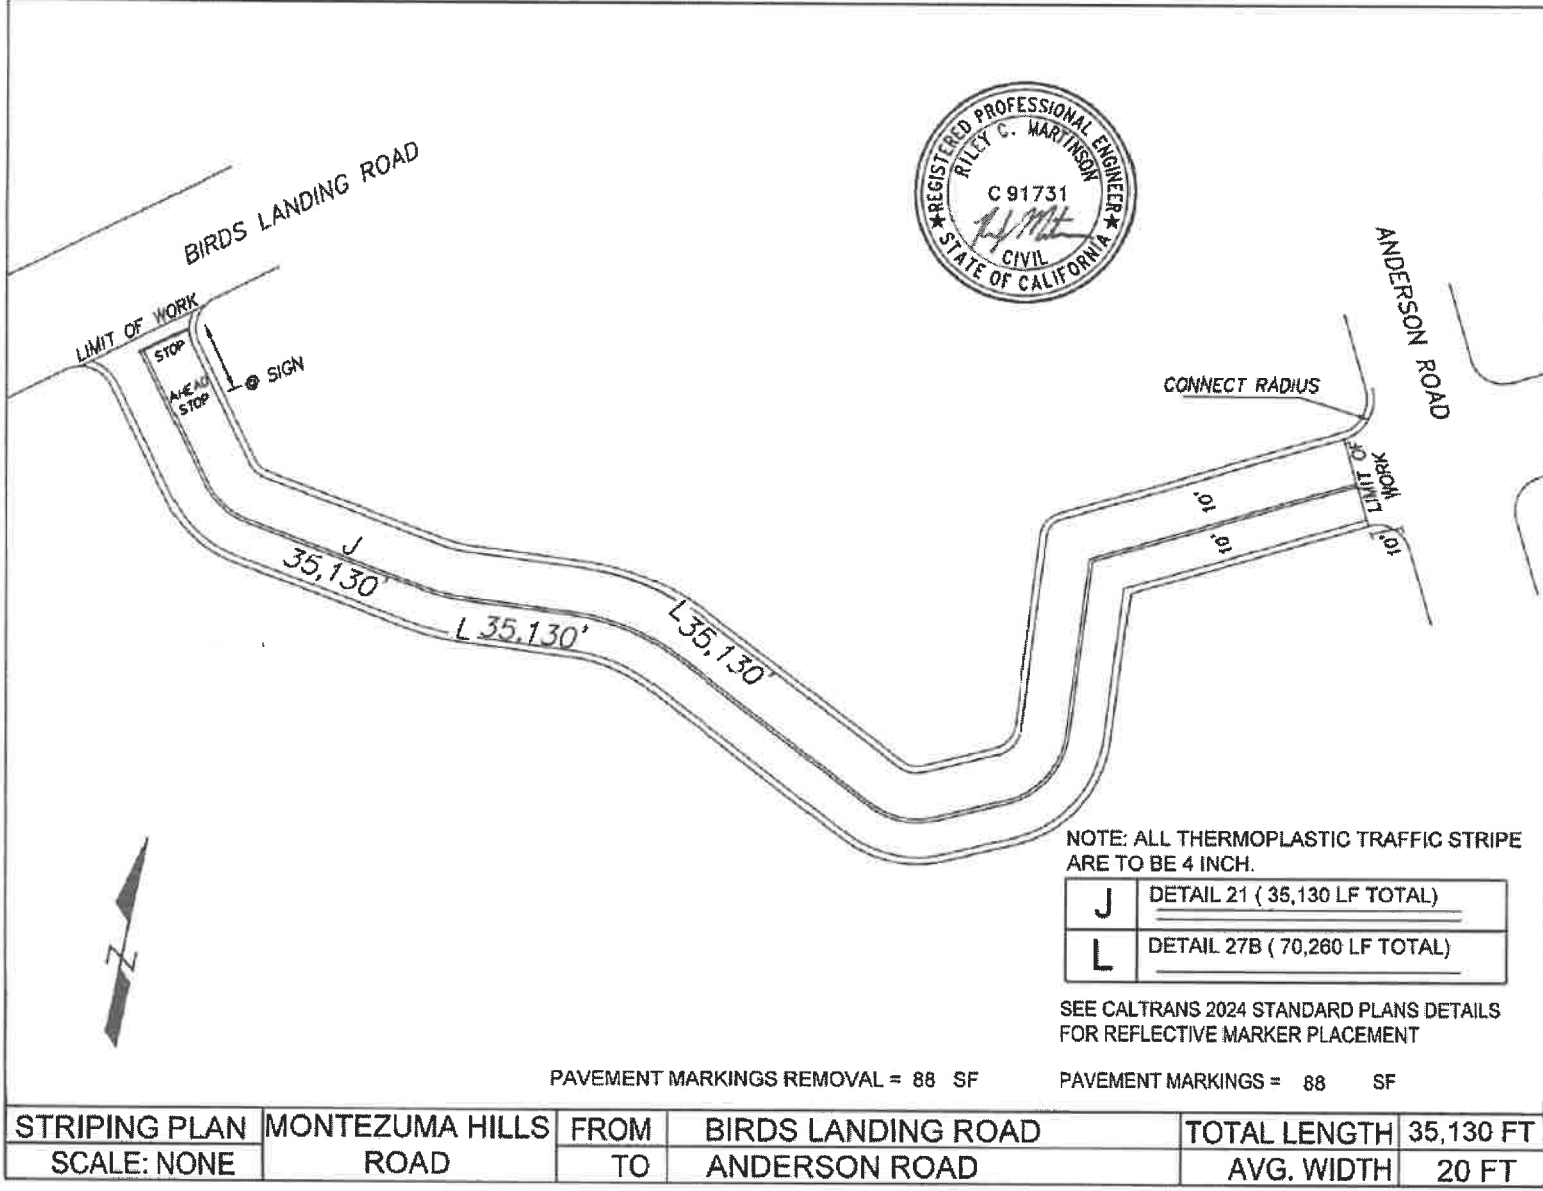 REGISTERED PROFESSIONAL ENGINEER
RILEY C. MARTINSON
C 91731
CIVIL
STATE OF CALIFORNIA
BIRDS LANDING ROAD
LIMIT OF WORK
STOP
AHEAD
STOP
SIGN
ANDERSON ROAD
CONNECT RADIUS
LIMIT OF
WORK
10'
10'
10'
J
35,130'
L 35,130'
L 35,130'
N
NOTE: ALL THERMOPLASTIC TRAFFIC STRIPE
ARE TO BE 4 INCH.
J DETAIL 21 ( 35,130 LF TOTAL)
L DETAIL 27B ( 70,260 LF TOTAL)
SEE CALTRANS 2024 STANDARD PLANS DETAILS
FOR REFLECTIVE MARKER PLACEMENT
PAVEMENT MARKINGS REMOVAL = 88 SF
PAVEMENT MARKINGS = 88 SF
STRIPING PLAN
SCALE: NONE
MONTEZUMA HILLS
ROAD
FROM BIRDS LANDING ROAD
TO ANDERSON ROAD
TOTAL LENGTH 35,130 FT
AVG. WIDTH 20 FT